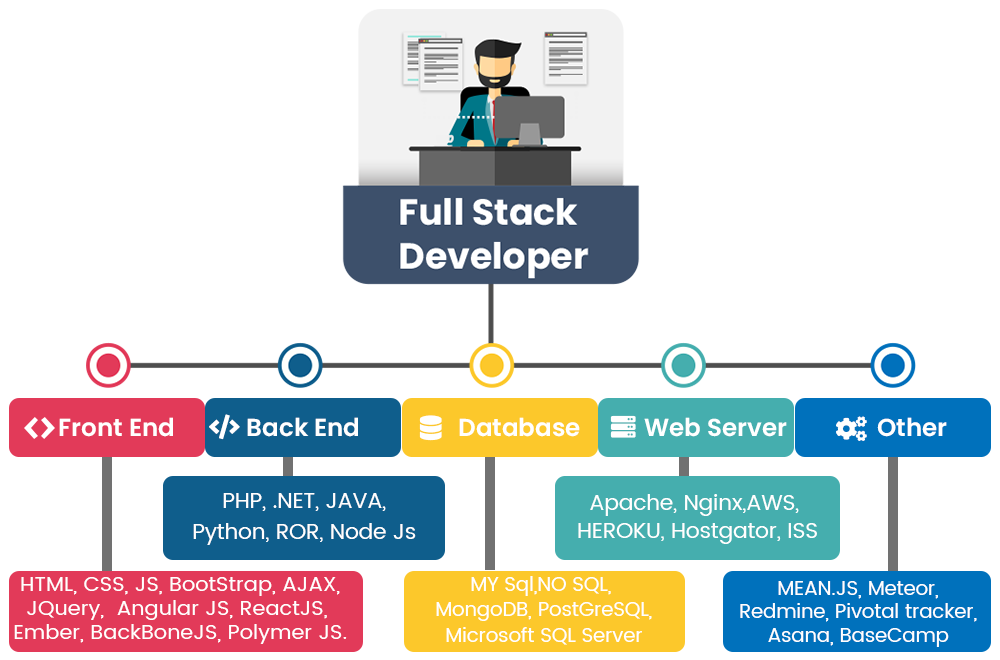 Full Stack
Developer
Front End
Back End
Database
Web Server
Other
PHP, .NET, JAVA,
Python, ROR, Node Js
Apache, Nginx,AWS,
HEROKU, Hostgator, ISS
HTML, CSS, JS, BootStrap, AJAX,
JQuery, Angular JS, ReactJS,
Ember, BackBoneJS, Polymer JS.
MY Sql,NO SQL,
MongoDB, PostGreSQL,
Microsoft SQL Server
MEAN.JS, Meteor,
Redmine, Pivotal tracker,
Asana, BaseCamp